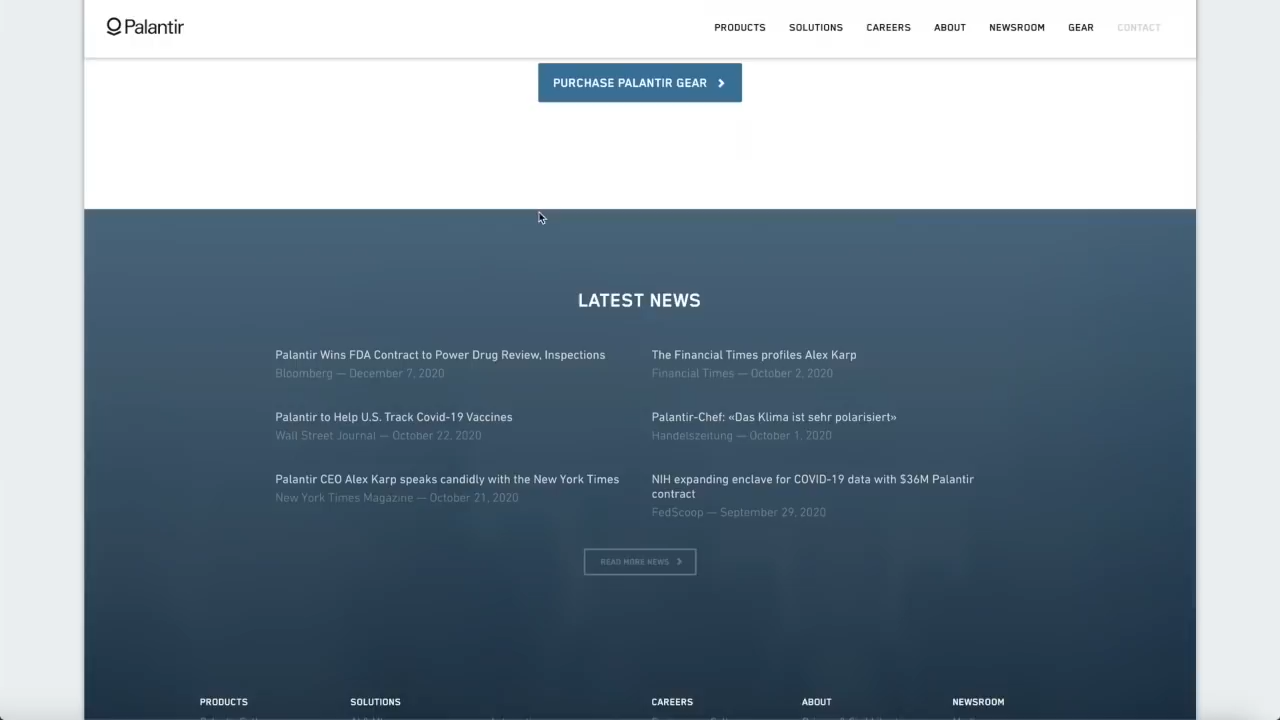 Palantir
PRODUCTS SOLUTIONS CAREERS ABOUT NEWSROOM GEAR CONTACT
PURCHASE PALANTIR GEAR
LATEST NEWS
Palantir Wins FDA Contract to Power Drug Review, Inspections
Bloomberg — December 7, 2020
Palantir to Help U.S. Track Covid-19 Vaccines
Wall Street Journal — October 22, 2020
Palantir CEO Alex Karp speaks candidly with the New York Times
New York Times Magazine — October 21, 2020
The Financial Times profiles Alex Karp
Financial Times — October 2, 2020
Palantir-Chef: «Das Klima ist sehr polarisiert»
Handelszeitung — October 1, 2020
NIH expanding enclave for COVID-19 data with $36M Palantir
contract
FedScoop — September 29, 2020
READ MORE NEWS
PRODUCTS SOLUTIONS CAREERS ABOUT NEWSROOM